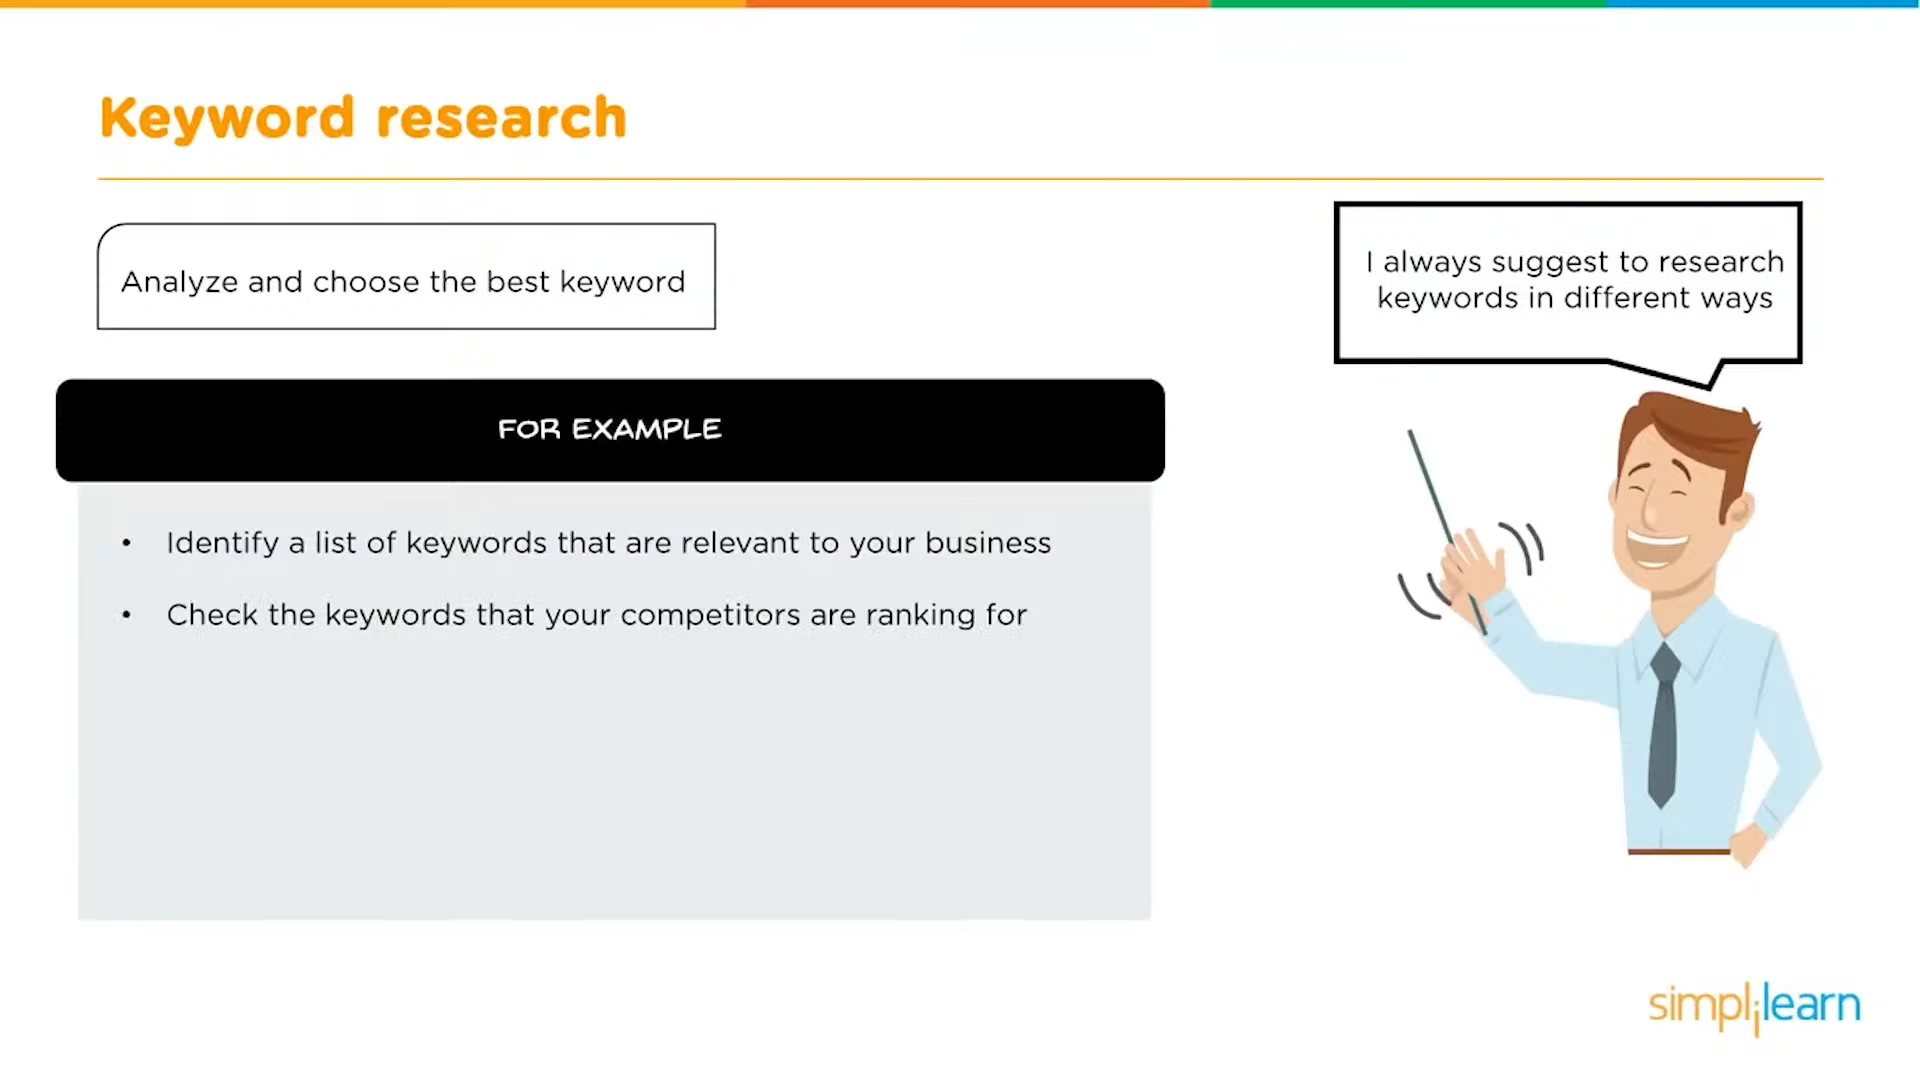 Keyword research
Analyze and choose the best keyword
I always suggest to research
keywords in different ways
FOR EXAMPLE
• Identify a list of keywords that are relevant to your business
• Check the keywords that your competitors are ranking for
simplilearn